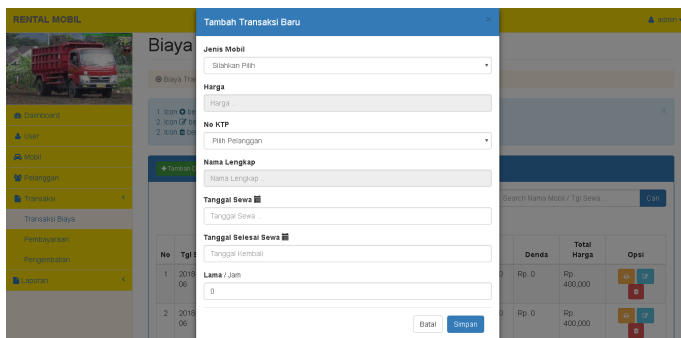 RENTAL MOBIL
admin
Dashboard
User
Mobil
Pelanggan
Transaksi
Transaksi Biaya
Pembayaraan
Pengembalian
Laporan
Biaya
Biaya Tra
1. Icon be
2. Icon be
2. Icon be
+Tambah D
Search Nama Mobil / Tgl Sewa...
Cari
No Tgl S Denda Total Harga Opsi
1 2018 06 0 Rp. 0 Rp. 400,000
2 2018 06 0 Rp. 0 Rp. 400,000
Tambah Transaksi Baru ×
Jenis Mobil
Silahkan Pilih
Harga
Harga ..
No KTP
Pilih Pelanggan
Nama Lengkap
Nama Lengkap ..
Tanggal Sewa
Tanggal Sewa ..
Tanggal Selesai Sewa
Tanggal Kembali
Lama / Jam
0
Batal Simpan